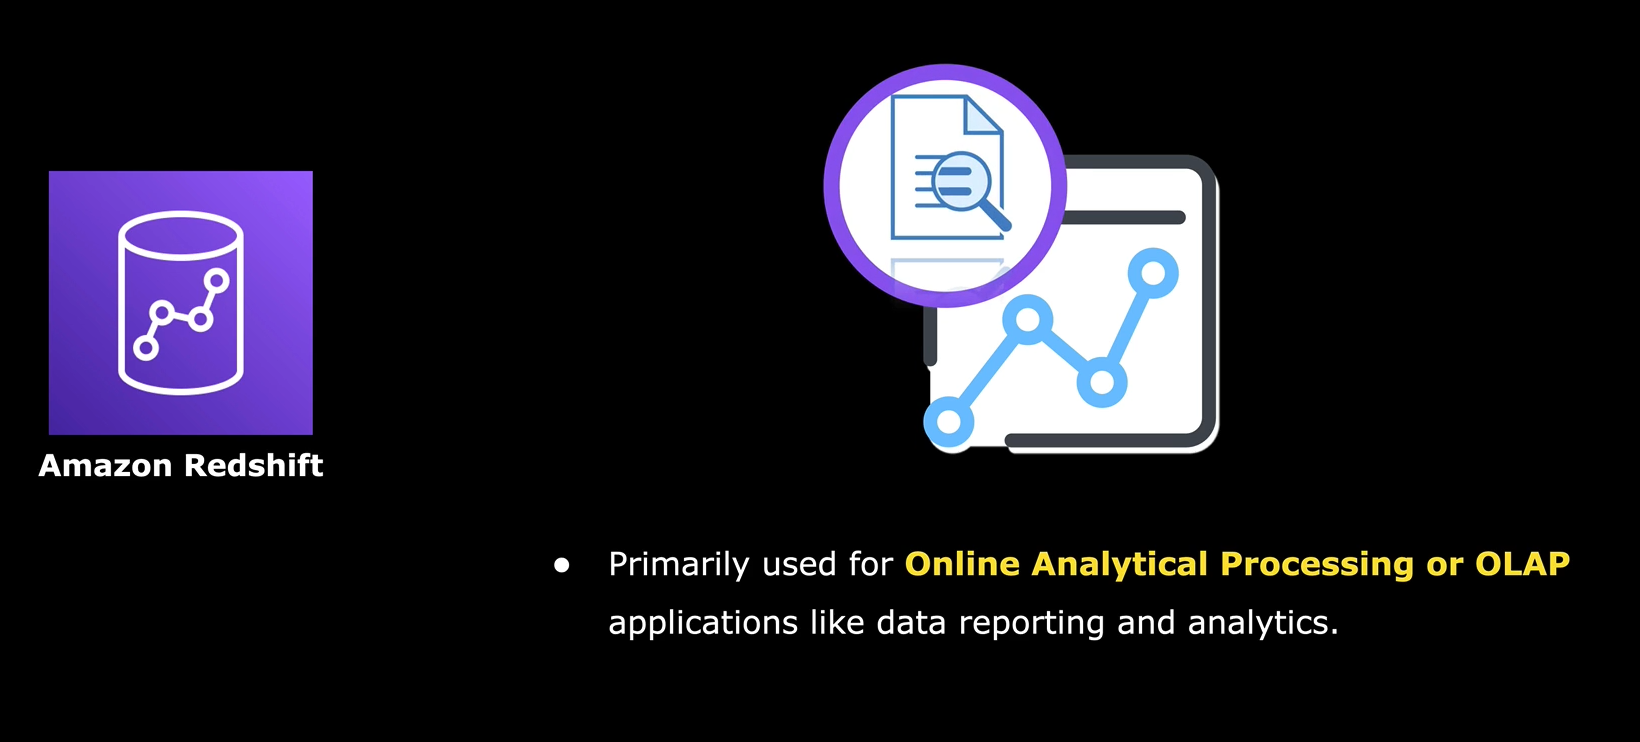 Amazon Redshift
● Primarily used for Online Analytical Processing or OLAP
applications like data reporting and analytics.